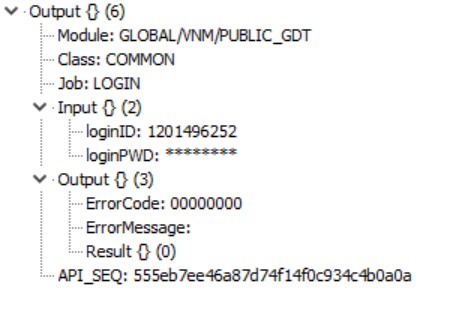 Output {} (6)
Module: GLOBAL/VNM/PUBLIC_GDT
Class: COMMON
Job: LOGIN
Input {} (2)
loginID: 1201496252
loginPWD: ********
Output {} (3)
ErrorCode: 00000000
ErrorMessage:
Result {} (0)
API_SEQ: 555eb7ee46a87d74f14f0c934c4b0a0a